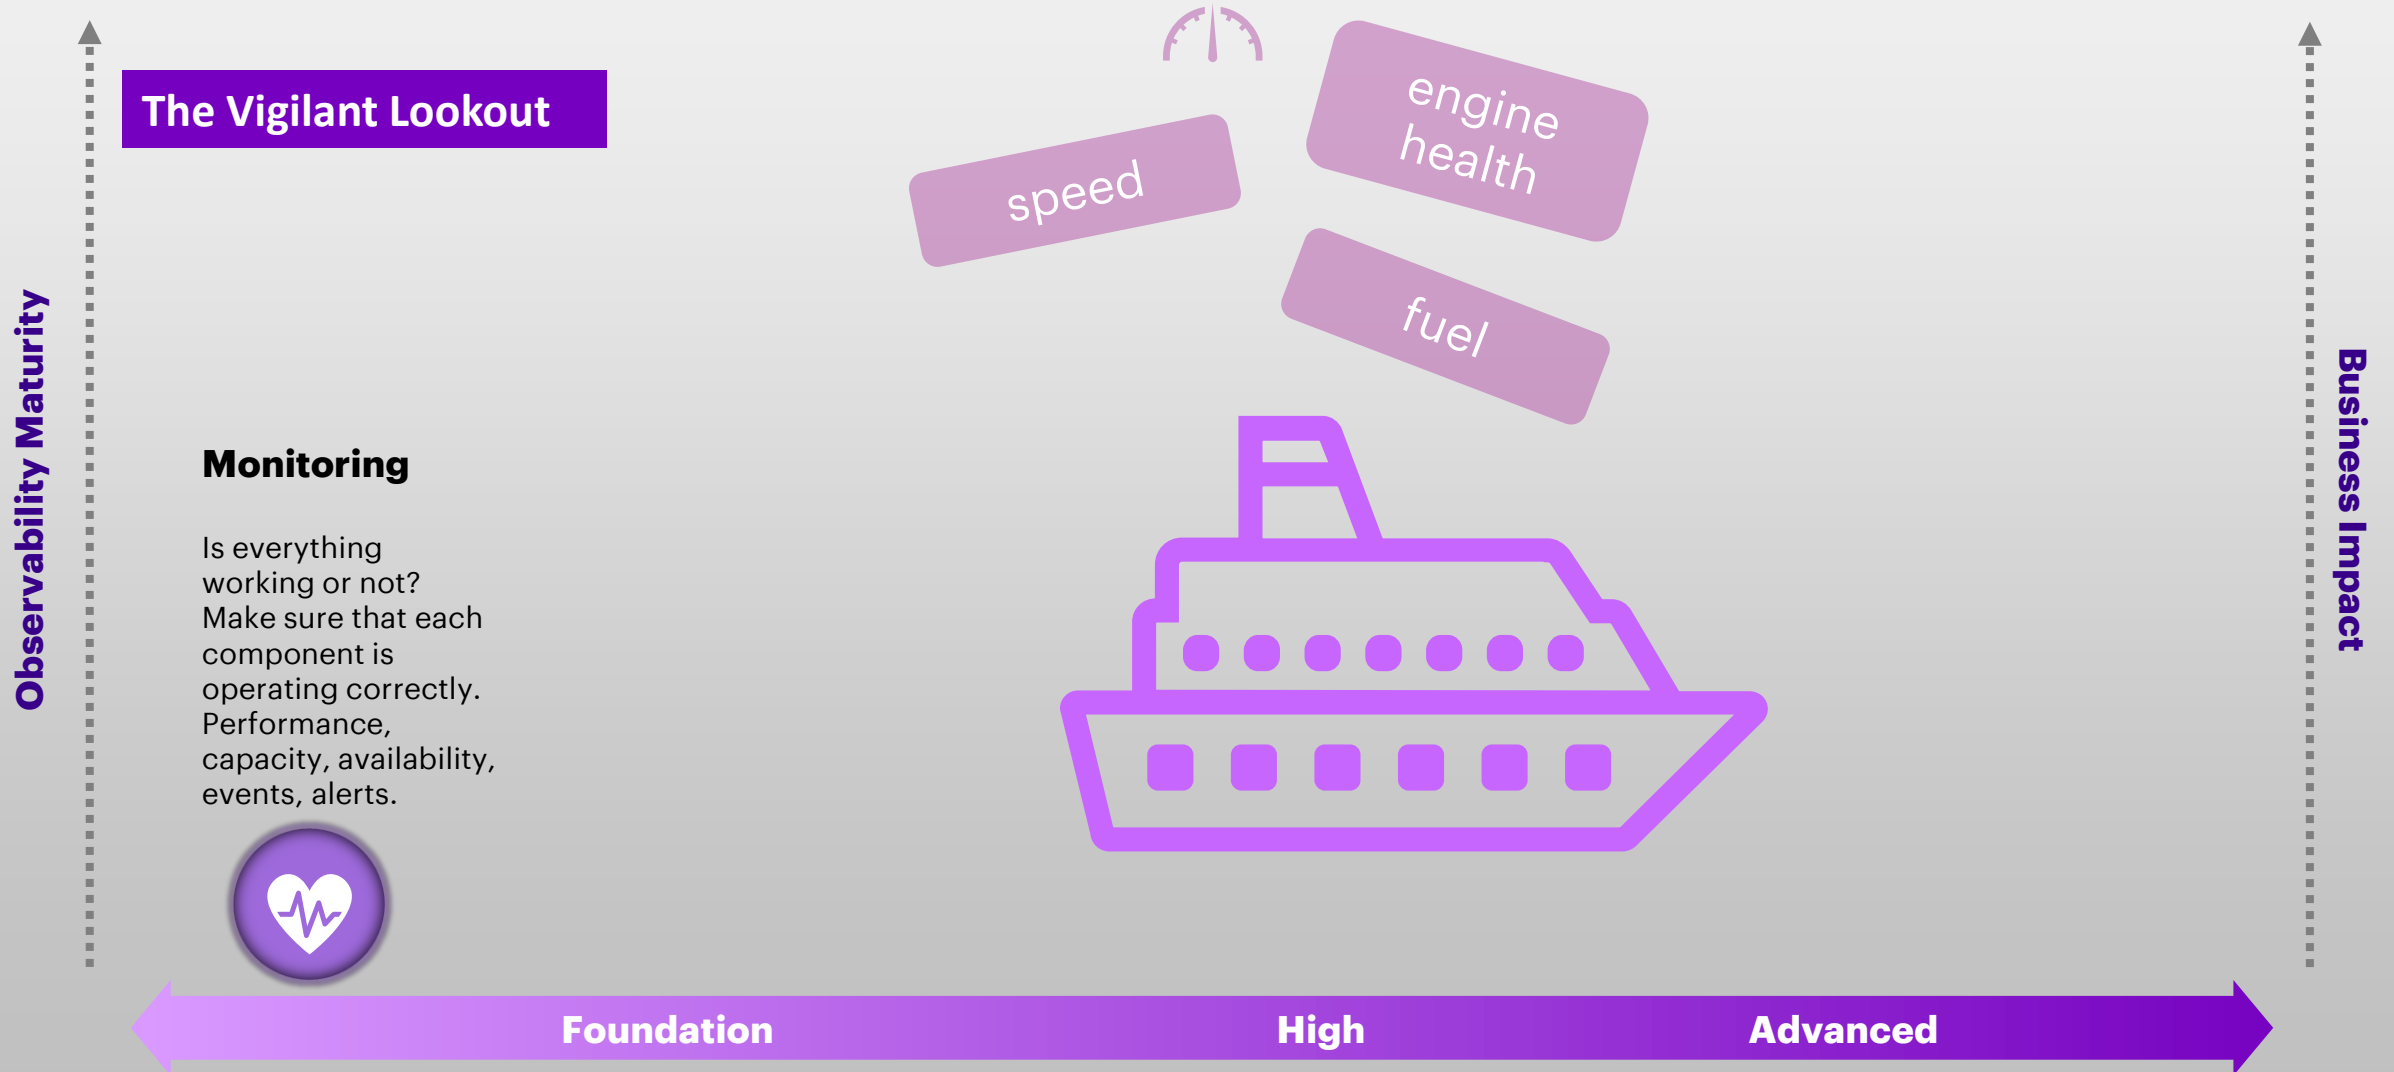 The Vigilant Lookout
speed
engine
health
fuel
Observability Maturity
Monitoring
Is everything
working or not?
Make sure that each
component is
operating correctly.
Performance,
capacity, availability,
events, alerts.
Business Impact
Foundation
High
Advanced